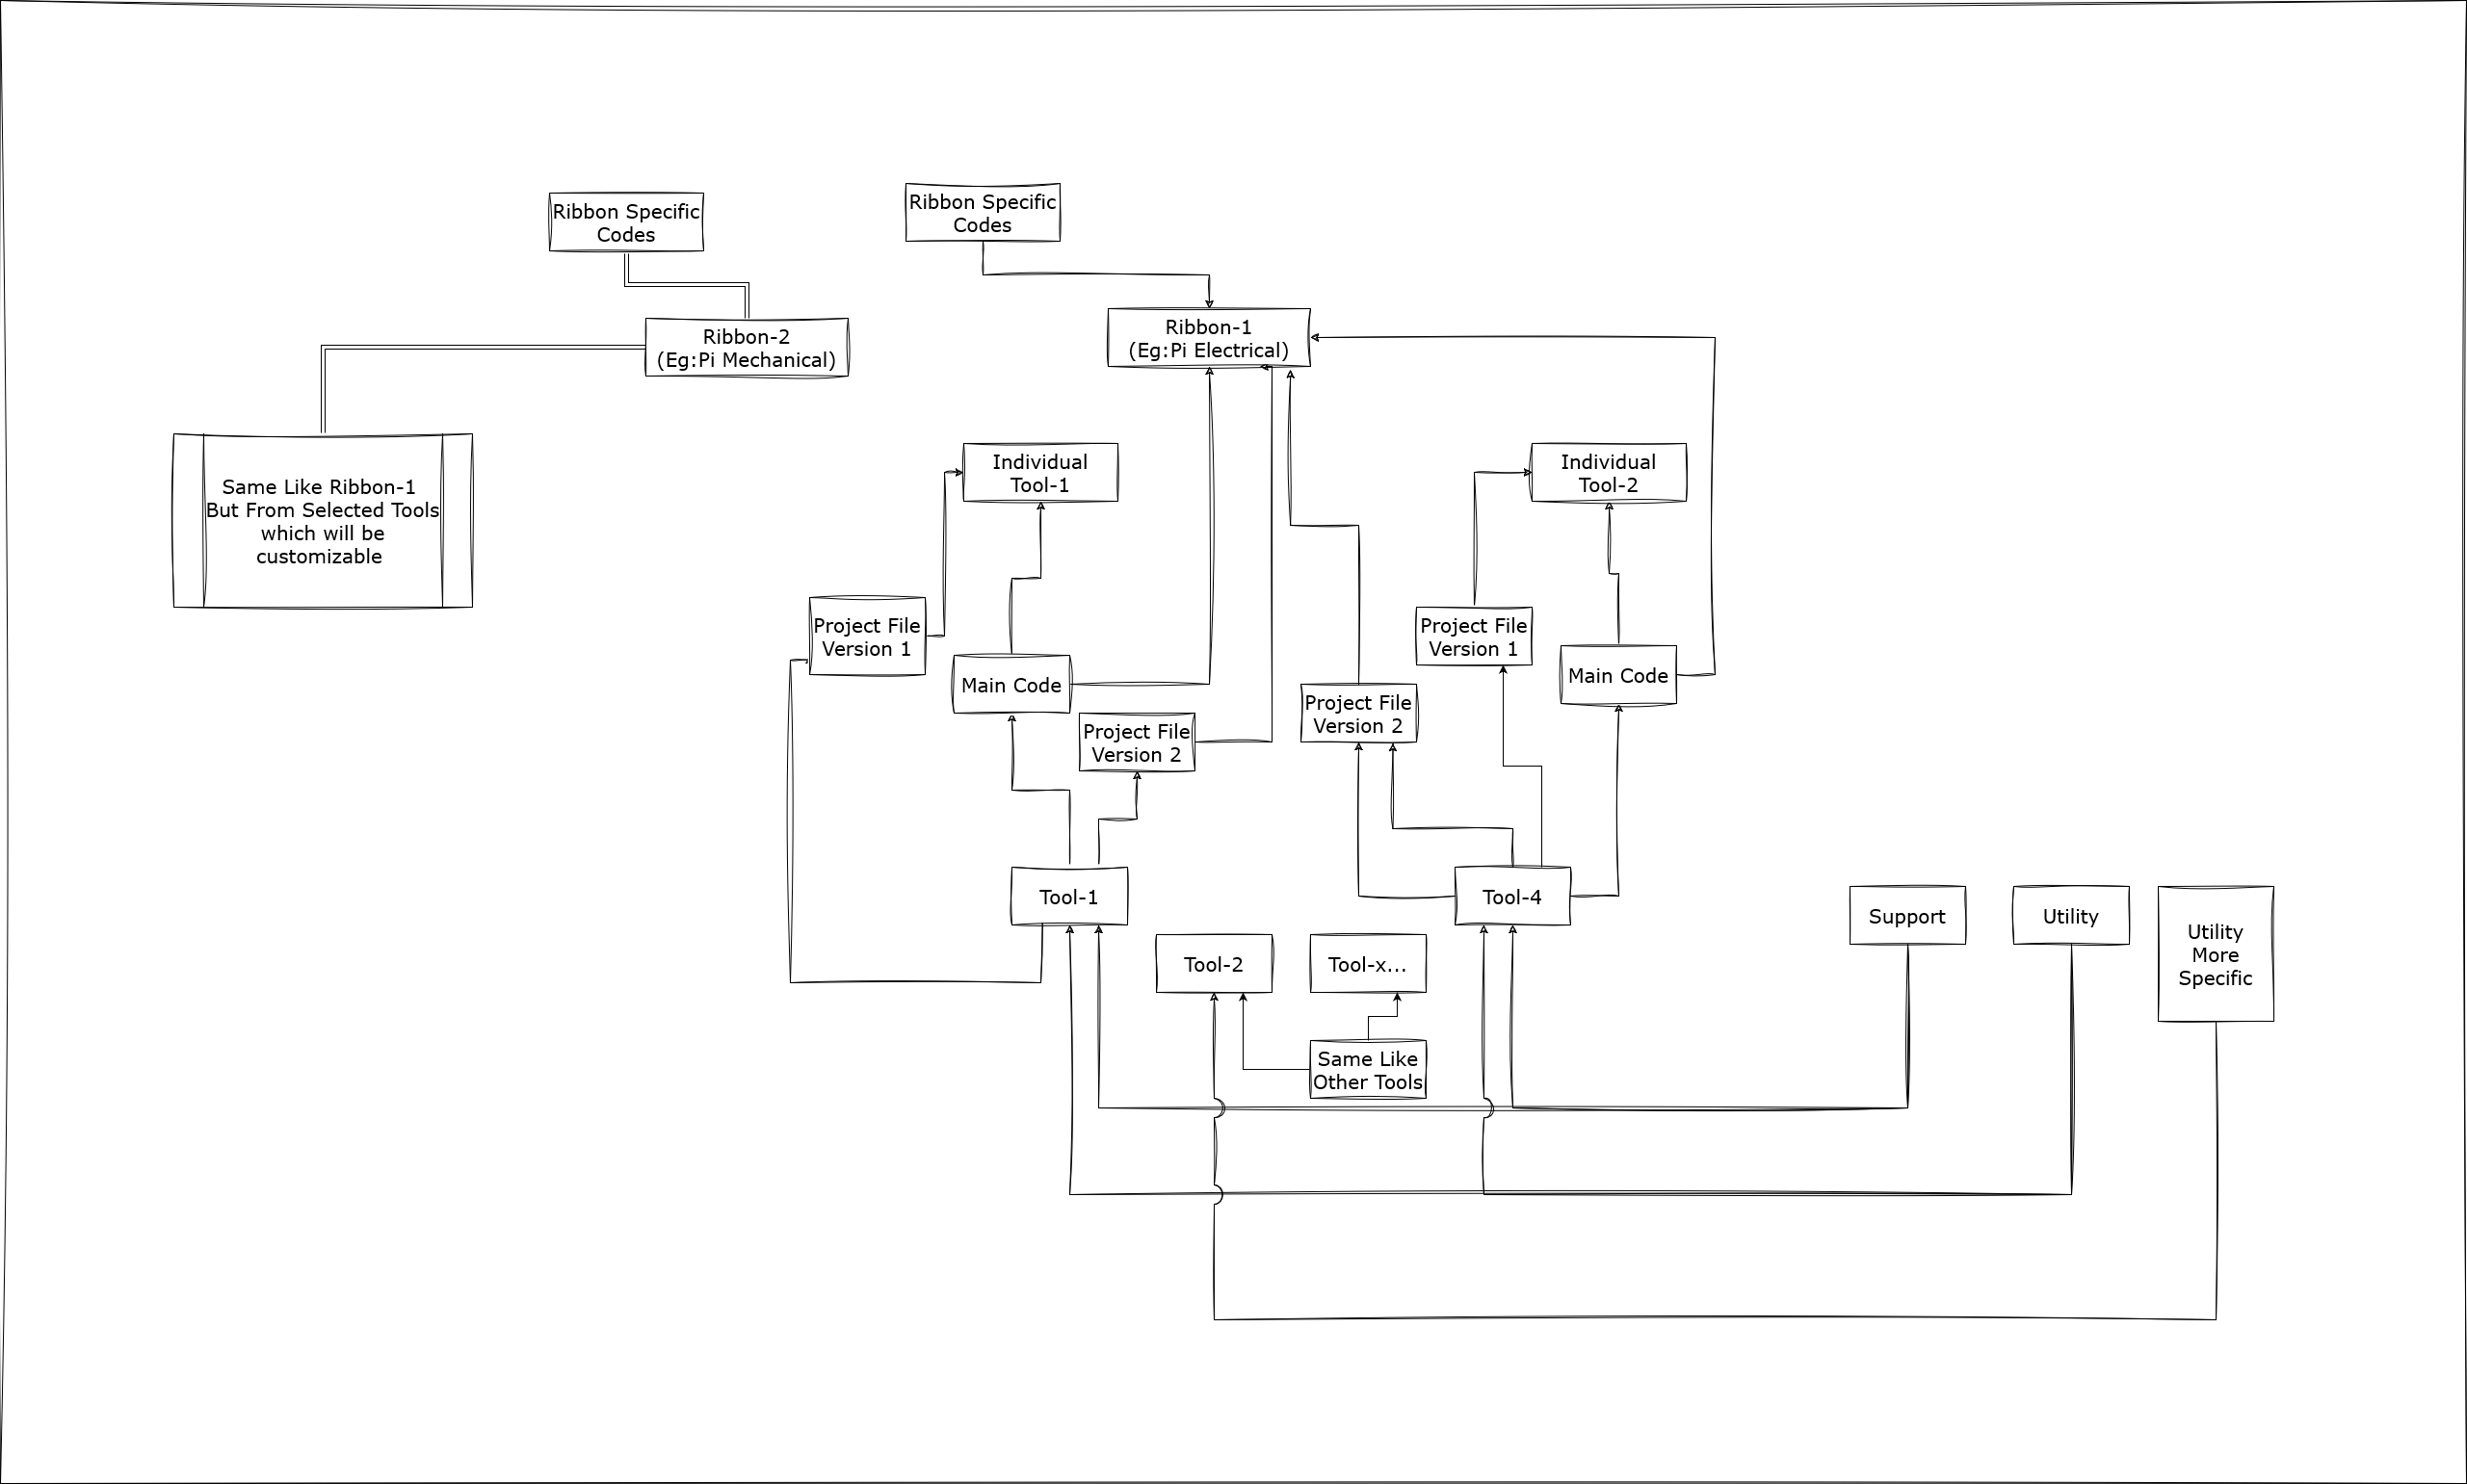 Ribbon Specific
Codes
Ribbon Specific
Codes
Ribbon-2
(Eg:Pi Mechanical)
Ribbon-1
(Eg:Pi Electrical)
Same Like Ribbon-1
But From Selected Tools
which will be
customizable
Individual
Tool-1
Individual
Tool-2
Project File
Version 1
Main Code
Project File
Version 2
Project File
Version 2
Project File
Version 1
Main Code
Tool-1
Tool-4
Tool-2
Tool-x...
Same Like
Other Tools
Support
Utility
Utility
More
Specific